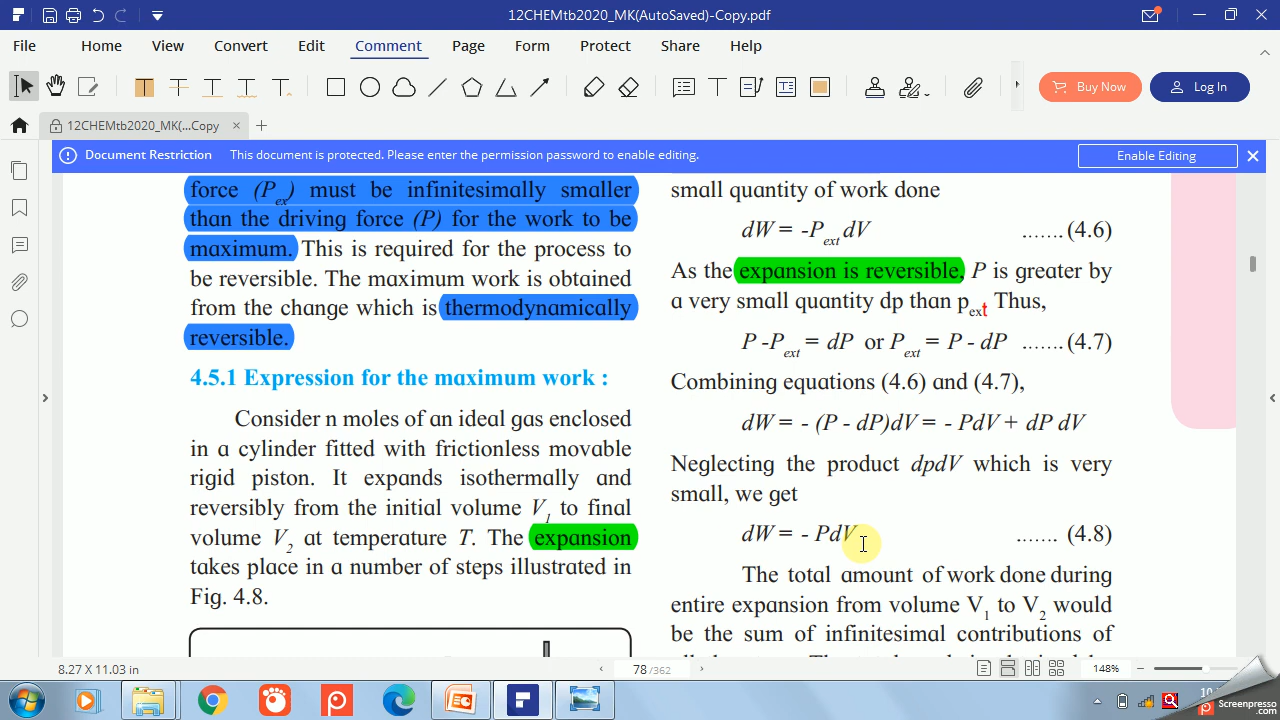 12CHEMtb2020_MK(AutoSaved)-Copy.pdf
File Home View Convert Edit Comment Page Form Protect Share Help
Buy Now
Log In
12CHEMtb2020_MK(...Copy
Document Restriction This document is protected. Please enter the permission password to enable editing.
Enable Editing
force (Pex) must be infinitesimally smaller
than the driving force (P) for the work to be
maximum. This is required for the process to
be reversible. The maximum work is obtained
from the change which is thermodynamically
reversible.
4.5.1 Expression for the maximum work :
Consider n moles of an ideal gas enclosed
in a cylinder fitted with frictionless movable
rigid piston. It expands isothermally and
reversibly from the initial volume V1 to final
volume V2 at temperature T. The expansion
takes place in a number of steps illustrated in
Fig. 4.8.
small quantity of work done
dW = -Pext dV ......(4.6)
As the expansion is reversible, P is greater by
a very small quantity dp than pext Thus,
P -Pext = dP or Pext = P - dP ......(4.7)
Combining equations (4.6) and (4.7),
dW = - (P - dP)dV = - PdV + dP dV
Neglecting the product dpdV which is very
small, we get
dW = - PdV ...... (4.8)
The total amount of work done during
entire expansion from volume V1 to V2 would
be the sum of infinitesimal contributions of
8.27 X 11.03 in
78 /362
148%
Screenpresso
.com